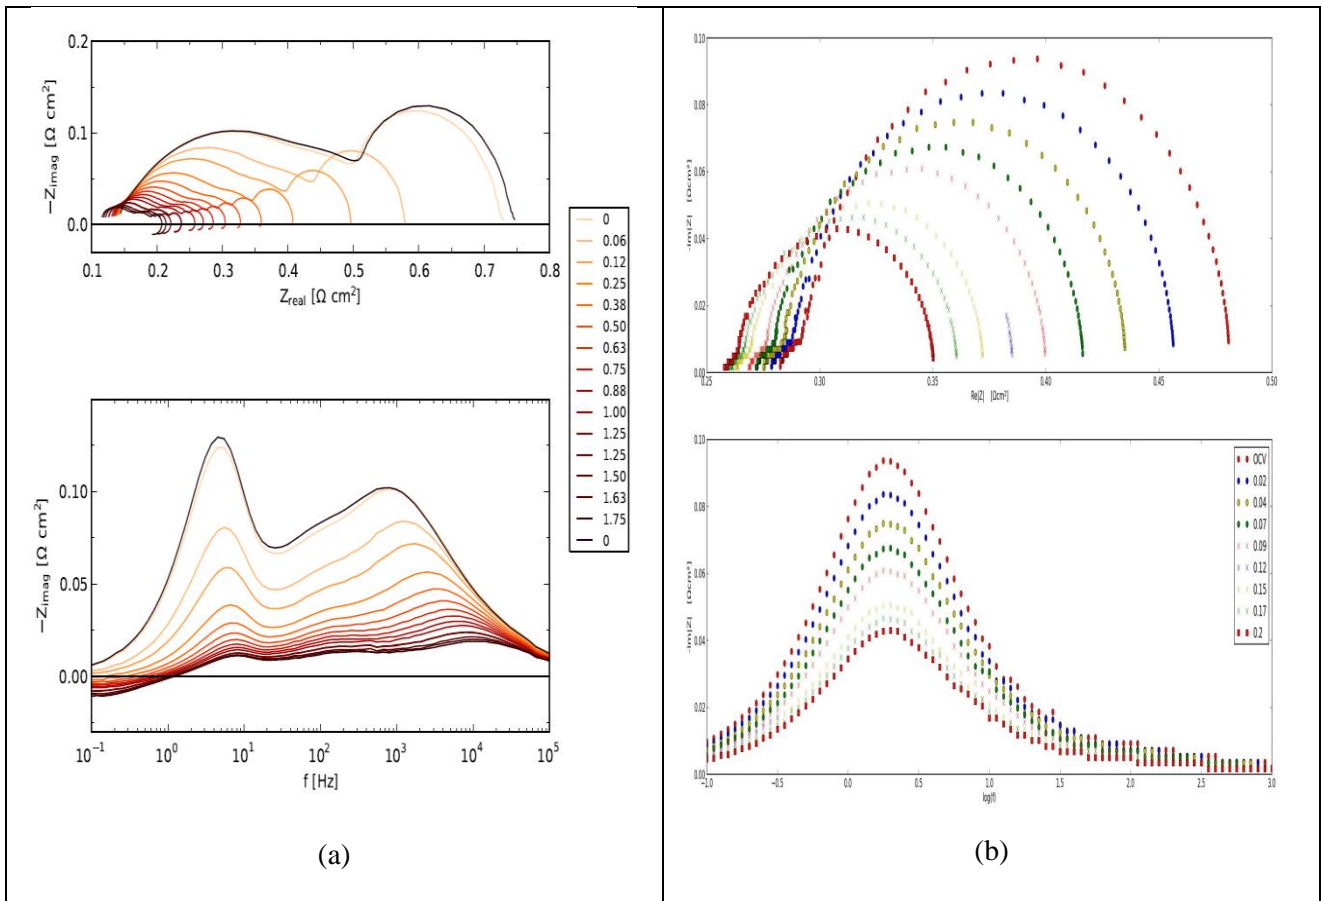 0.2
0.1
0.0
−Z_imag [Ω cm²]
0.1 0.2 0.3 0.4 0.5 0.6 0.7 0.8
Z_real [Ω cm²]
0
0.06
0.12
0.25
0.38
0.50
0.63
0.75
0.88
1.00
1.25
1.25
1.50
1.63
1.75
0
0.10
0.05
0.00
−Z_imag [Ω cm²]
10⁻¹ 10⁰ 10¹ 10² 10³ 10⁴ 10⁵
f [Hz]
(a)
0.10
0.08
0.06
0.04
0.02
0.00
-Im[Z] [Ωcm²]
0.25 0.30 0.35 0.40 0.45 0.50
Re[Z] [Ωcm²]
0.10
0.08
0.06
0.04
0.02
0.00
-Im[Z] [Ωcm²]
OCV
0.02
0.04
0.07
0.09
0.12
0.15
0.17
0.2
−1.0 −0.5 0.0 0.5 1.0 1.5 2.0 2.5 3.0
log(f)
(b)